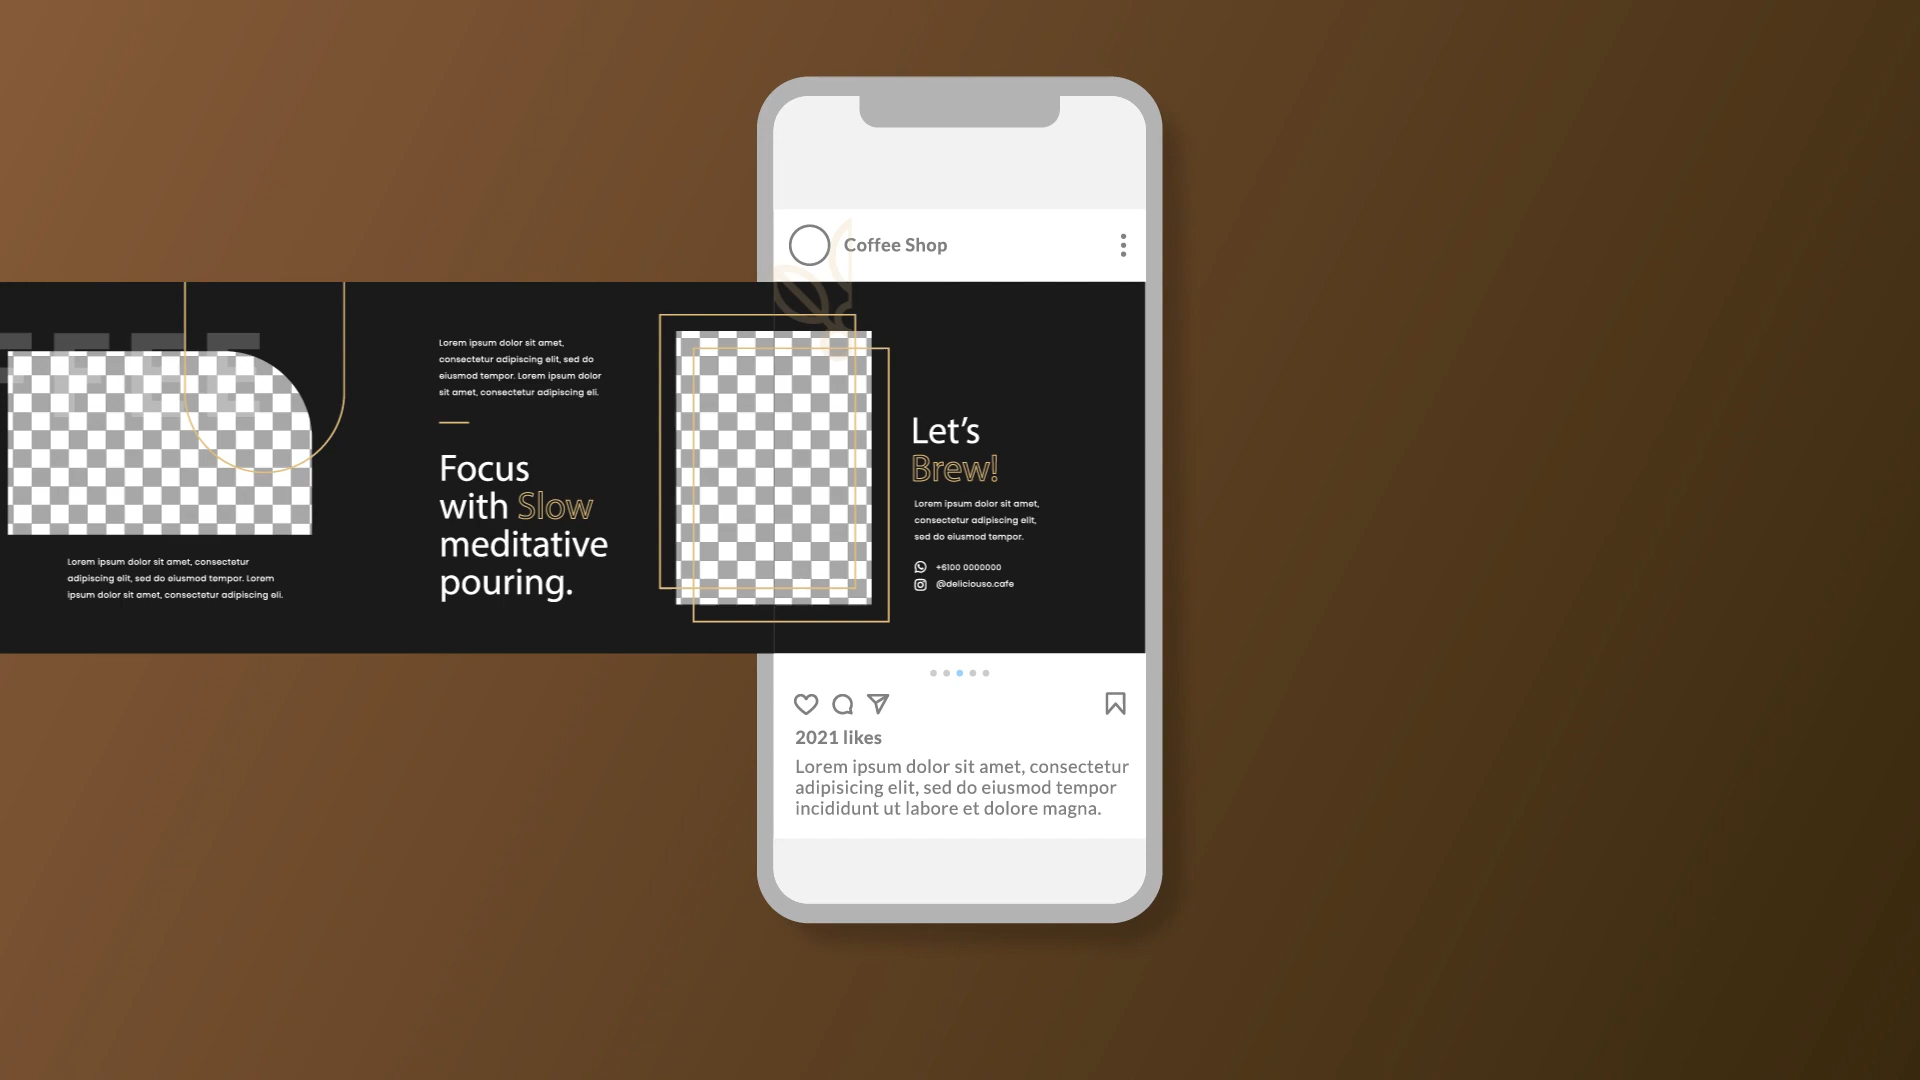 Coffee Shop
Lorem ipsum dolor sit amet, consectetur
adipiscing elit, sed do eiusmod tempor. Lorem
ipsum dolor sit amet, consectetur adipiscing eli.
Lorem ipsum dolor sit amet,
consectetur adipiscing elit, sed do
eiusmod tempor. Lorem ipsum dolor
sit amet, consectetur adipiscing eli.
Focus
with Slow
meditative
pouring.
Let's
Brew!
Lorem ipsum dolor sit amet,
consectetur adipiscing elit,
sed do eiusmod tempor.
+6100 0000000
@deliciouso.cafe
2021 likes
Lorem ipsum dolor sit amet, consectetur
adipisicing elit, sed do eiusmod tempor
incididunt ut labore et dolore magna.